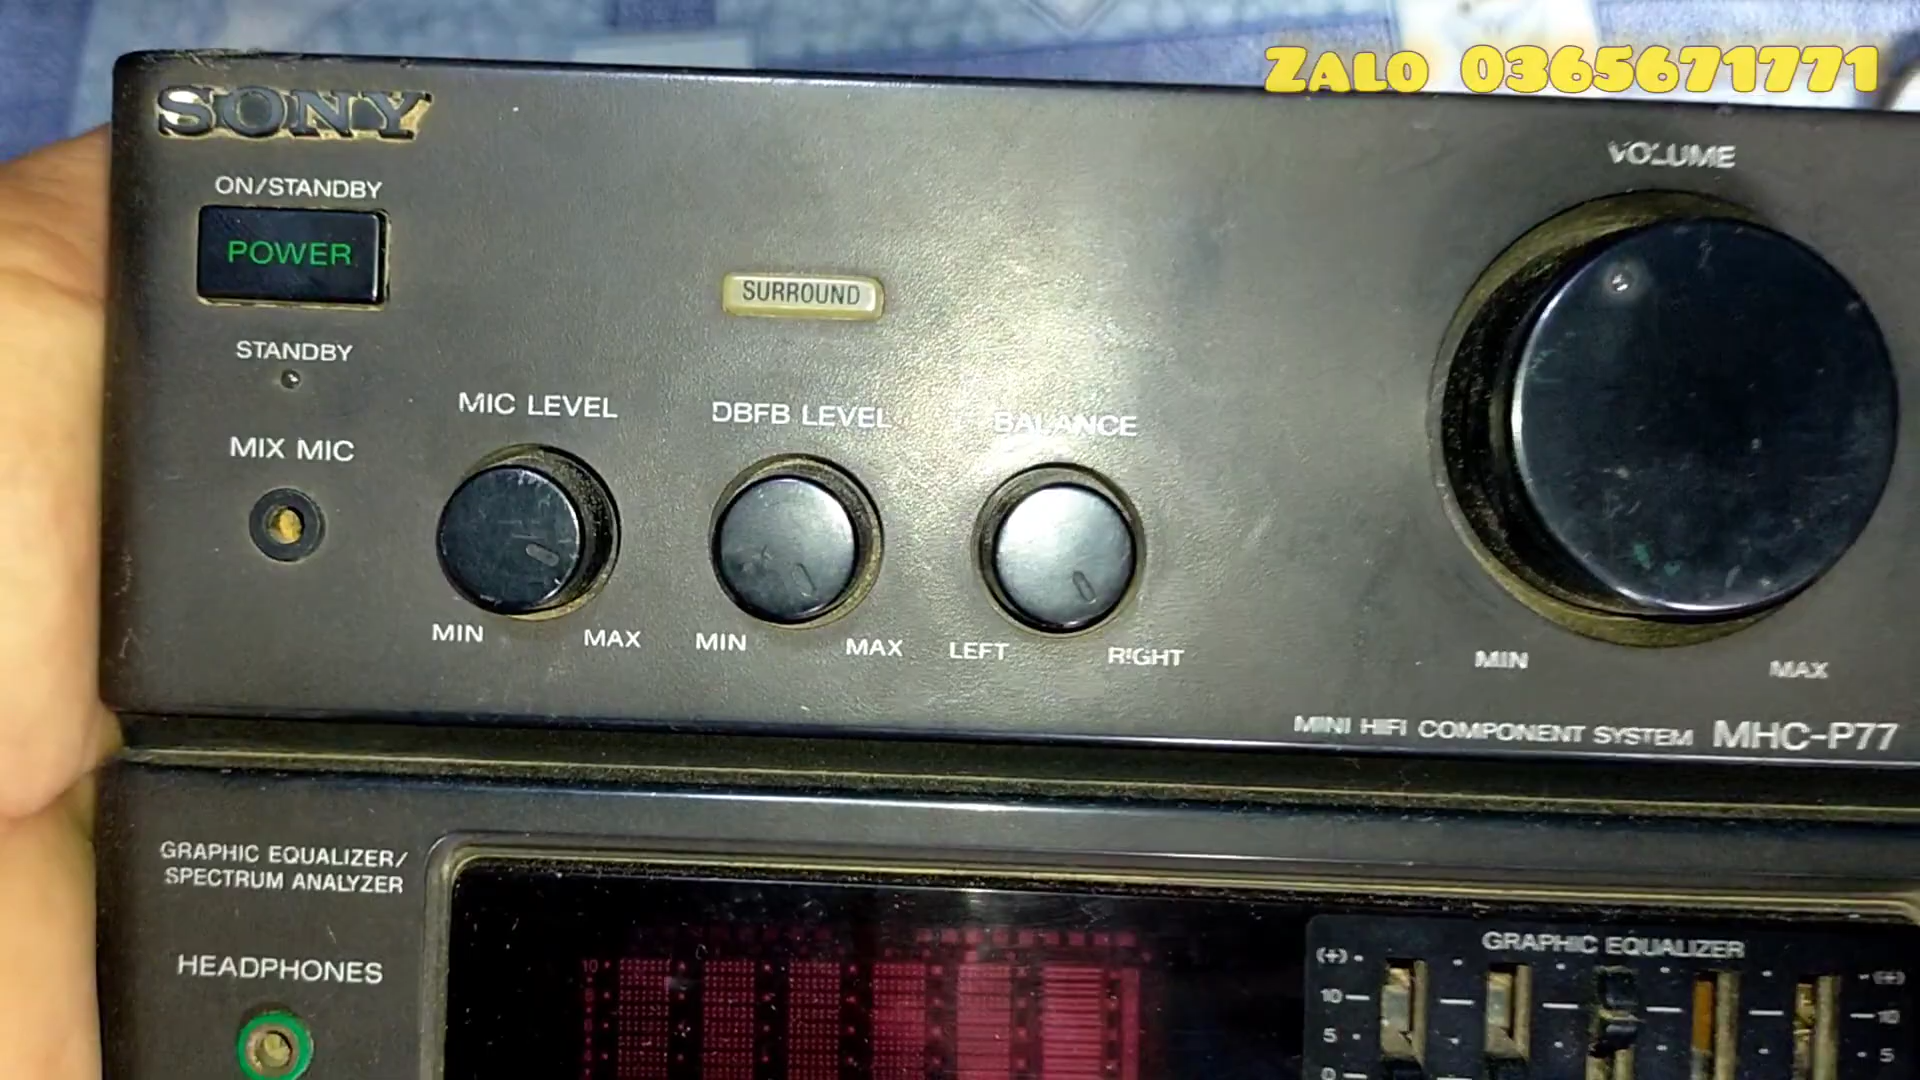 ZALO 0365671771
SONY
VOLUME
ON/STANDBY
POWER
SURROUND
STANDBY
MIC LEVEL
DBFB LEVEL
BALANCE
MIX MIC
MIN
MAX
MIN
MAX
LEFT
RIGHT
MIN
MAX
MINI HIFI COMPONENT SYSTEM MHC-P77
GRAPHIC EQUALIZER/
SPECTRUM ANALYZER
GRAPHIC EQUALIZER
(+)
(+)
HEADPHONES
10
10
10
5
5
0